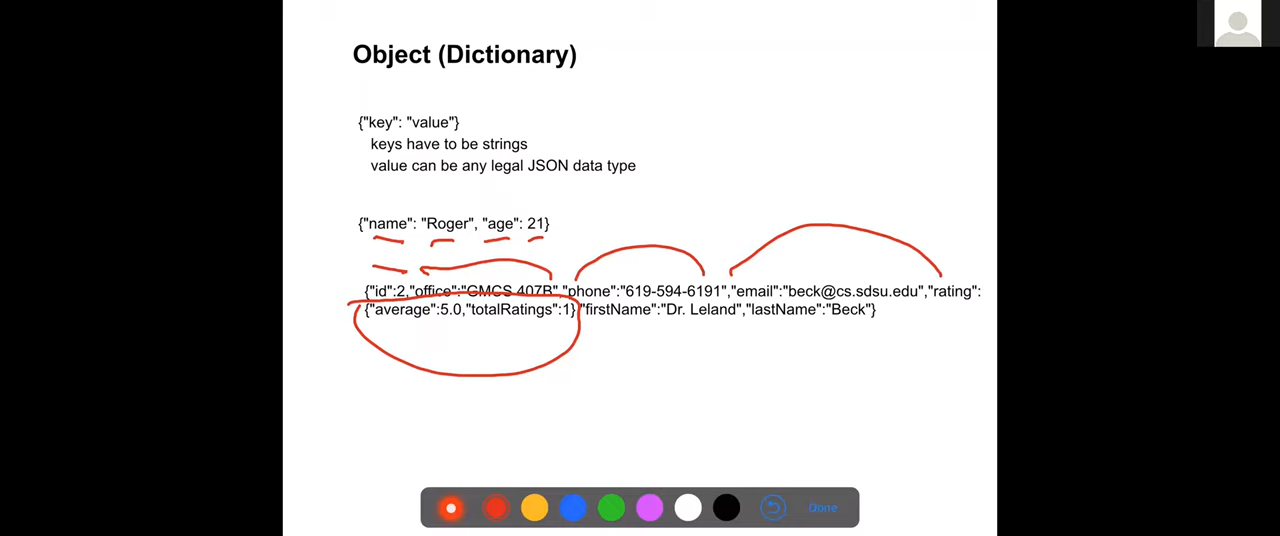 Object (Dictionary)
{"key": "value"}
keys have to be strings
value can be any legal JSON data type
{"name": "Roger", "age": 21}
{"id":2,"office":"GMCS 407B","phone":"619-594-6191","email":"beck@cs.sdsu.edu","rating":
{"average":5.0,"totalRatings":1},"firstName":"Dr. Leland","lastName":"Beck"}
Done